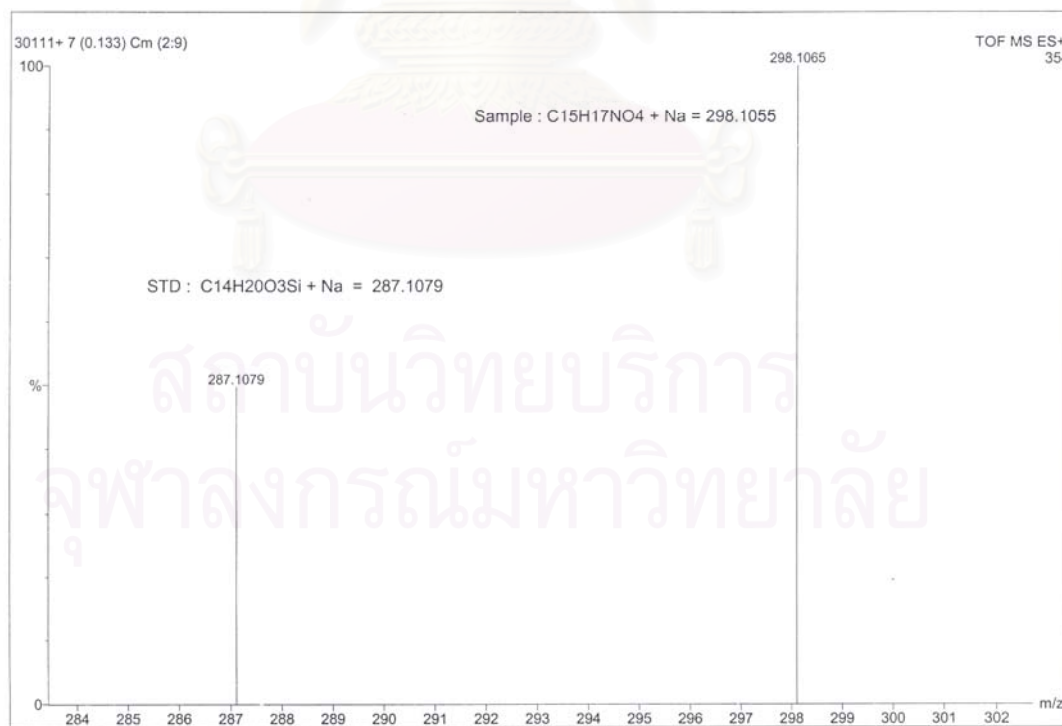 30111+ 7 (0.133) Cm (2:9)
TOF MS ES+
100
298.1065
35
Sample : C15H17NO4 + Na = 298.1055
STD : C14H20O3Si + Na = 287.1079
สถาบันวิทยบริการ
%
287.1079
จุฬาลงกรณ์มหาวิทยาลัย
0
m/z
284 285 286 287 288 289 290 291 292 293 294 295 296 297 298 299 300 301 302